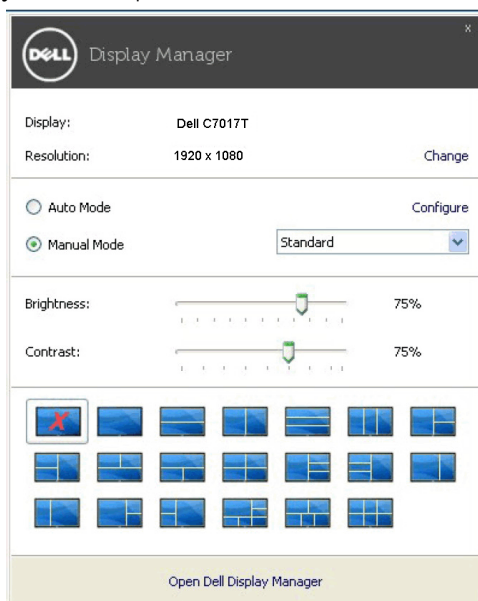 x
DELL Display Manager
Display: Dell C7017T
Resolution: 1920 x 1080 Change
Auto Mode Configure
Manual Mode Standard
Brightness: 75%
Contrast: 75%
Open Dell Display Manager